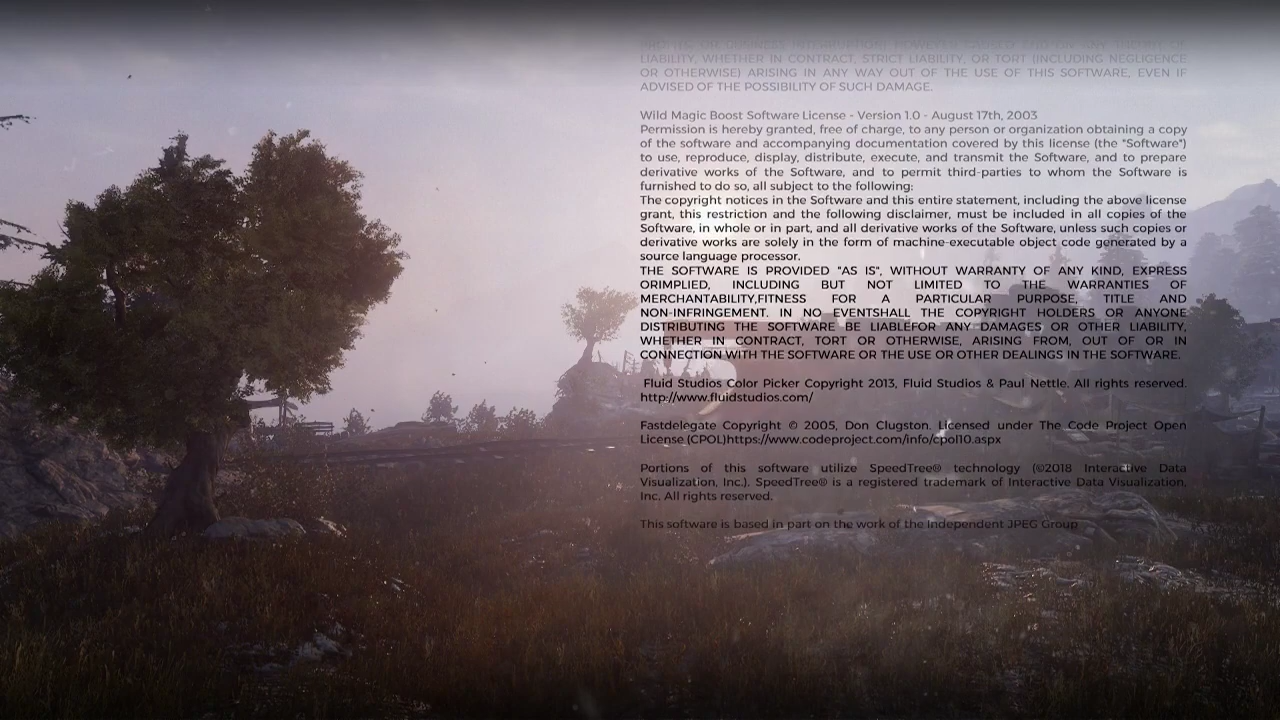 PROFITS; OR BUSINESS INTERRUPTION) HOWEVER CAUSED AND ON ANY THEORY OF
LIABILITY, WHETHER IN CONTRACT, STRICT LIABILITY, OR TORT (INCLUDING NEGLIGENCE
OR OTHERWISE) ARISING IN ANY WAY OUT OF THE USE OF THIS SOFTWARE, EVEN IF
ADVISED OF THE POSSIBILITY OF SUCH DAMAGE.
Wild Magic Boost Software License - Version 1.0 - August 17th, 2003
Permission is hereby granted, free of charge, to any person or organization obtaining a copy
of the software and accompanying documentation covered by this license (the "Software")
to use, reproduce, display, distribute, execute, and transmit the Software, and to prepare
derivative works of the Software, and to permit third-parties to whom the Software is
furnished to do so, all subject to the following:
The copyright notices in the Software and this entire statement, including the above license
grant, this restriction and the following disclaimer, must be included in all copies of the
Software, in whole or in part, and all derivative works of the Software, unless such copies or
derivative works are solely in the form of machine-executable object code generated by a
source language processor.
THE SOFTWARE IS PROVIDED "AS IS", WITHOUT WARRANTY OF ANY KIND, EXPRESS
ORIMPLIED, INCLUDING BUT NOT LIMITED TO THE WARRANTIES OF
MERCHANTABILITY,FITNESS FOR A PARTICULAR PURPOSE, TITLE AND
NON-INFRINGEMENT. IN NO EVENTSHALL THE COPYRIGHT HOLDERS OR ANYONE
DISTRIBUTING THE SOFTWARE BE LIABLEFOR ANY DAMAGES OR OTHER LIABILITY,
WHETHER IN CONTRACT, TORT OR OTHERWISE, ARISING FROM, OUT OF OR IN
CONNECTION WITH THE SOFTWARE OR THE USE OR OTHER DEALINGS IN THE SOFTWARE.
Fluid Studios Color Picker Copyright 2013, Fluid Studios & Paul Nettle. All rights reserved.
http://www.fluidstudios.com/
Fastdelegate Copyright © 2005, Don Clugston. Licensed under The Code Project Open
License (CPOL)https://www.codeproject.com/info/cpol10.aspx
Portions of this software utilize SpeedTree® technology (©2018 Interactive Data
Visualization, Inc.). SpeedTree® is a registered trademark of Interactive Data Visualization,
Inc. All rights reserved.
This software is based in part on the work of the Independent JPEG Group